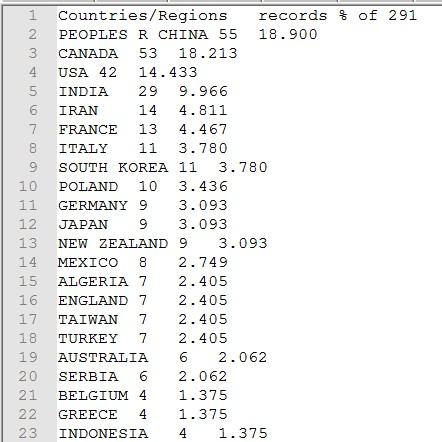 1 Countries/Regions records % of 291
2 PEOPLES R CHINA 55 18.900
3 CANADA 53 18.213
4 USA 42 14.433
5 INDIA 29 9.966
6 IRAN 14 4.811
7 FRANCE 13 4.467
8 ITALY 11 3.780
9 SOUTH KOREA 11 3.780
10 POLAND 10 3.436
11 GERMANY 9 3.093
12 JAPAN 9 3.093
13 NEW ZEALAND 9 3.093
14 MEXICO 8 2.749
15 ALGERIA 7 2.405
16 ENGLAND 7 2.405
17 TAIWAN 7 2.405
18 TURKEY 7 2.405
19 AUSTRALIA 6 2.062
20 SERBIA 6 2.062
21 BELGIUM 4 1.375
22 GREECE 4 1.375
23 INDONESIA 4 1.375